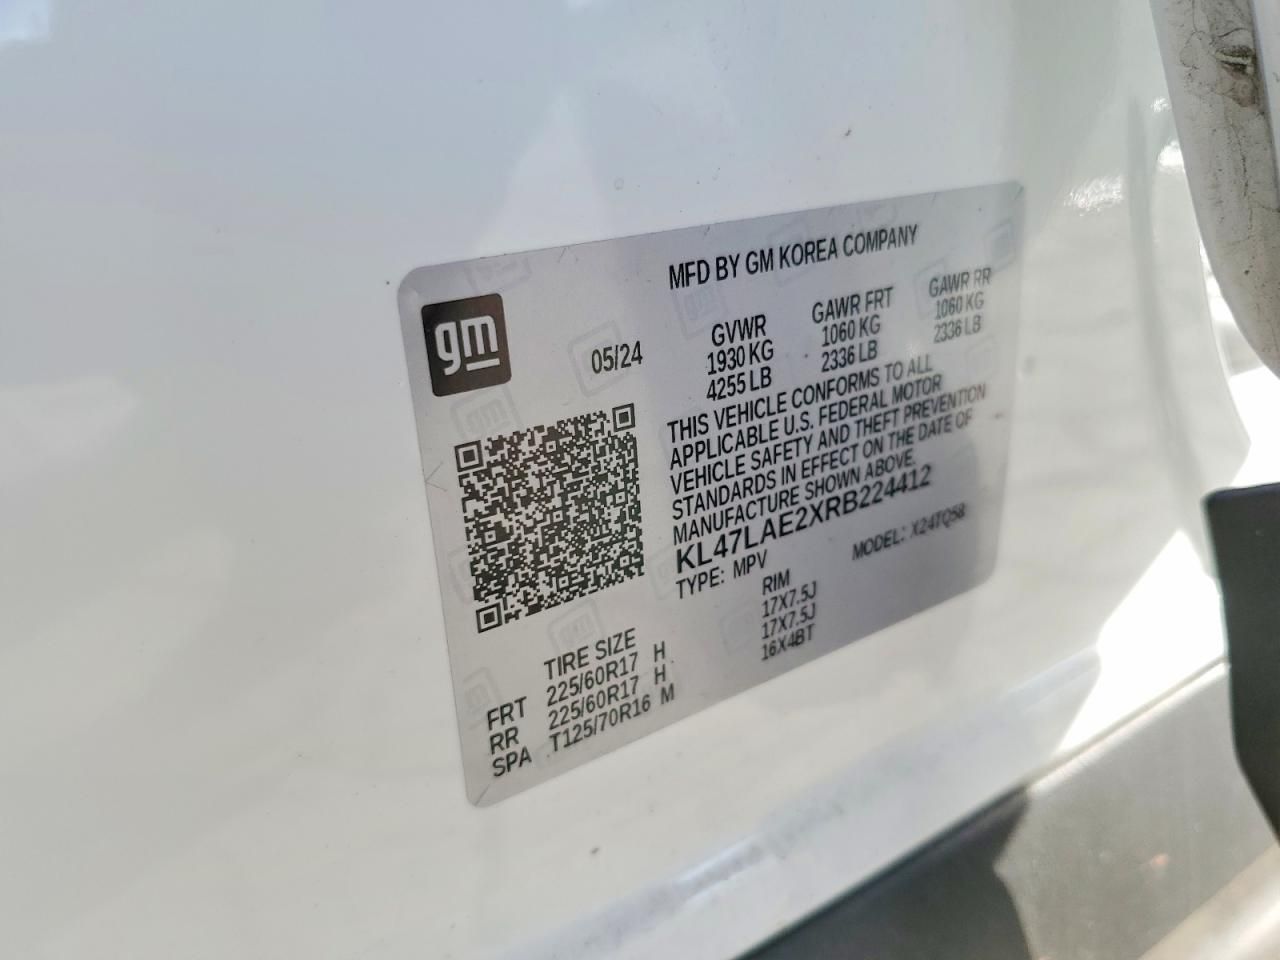 MFD BY GM KOREA COMPANY
gm
05/24
GVWR GAWR FRT GAWR RR
1930 KG 1060 KG 1060 KG
4255 LB 2336 LB 2336 LB
THIS VEHICLE CONFORMS TO ALL
APPLICABLE U.S. FEDERAL MOTOR
VEHICLE SAFETY AND THEFT PREVENTION
STANDARDS IN EFFECT ON THE DATE OF
MANUFACTURE SHOWN ABOVE.
KL47LAE2XRB224412
TYPE: MPV MODEL: X24TQ58
TIRE SIZE RIM
FRT 225/60R17 H 17X7.5J
RR 225/60R17 H 17X7.5J
SPA T125/70R16 M 16X4BT